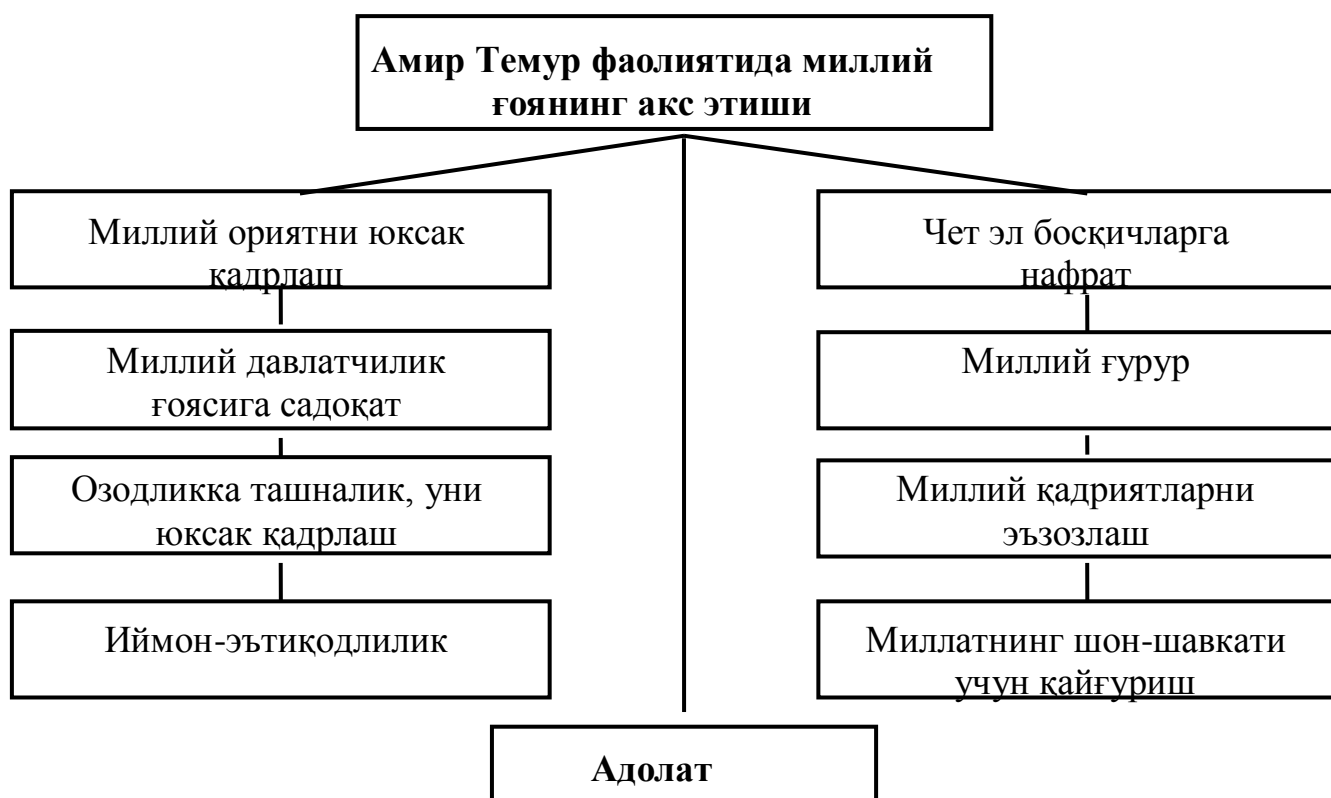 Амир Темур фаолиятида миллий
ғоянинг акс этиши
Миллий ориятни юксак
қадрлаш
Миллий давлатчилик
ғоясига садоқат
Озодликка ташналик, уни
юксак қадрлаш
Иймон-эътиқодлилик
Чет эл босқичларга
нафрат
Миллий ғурур
Миллий қадриятларни
эъзозлаш
Миллатнинг шон-шавкати
учун қайғуриш
Адолат